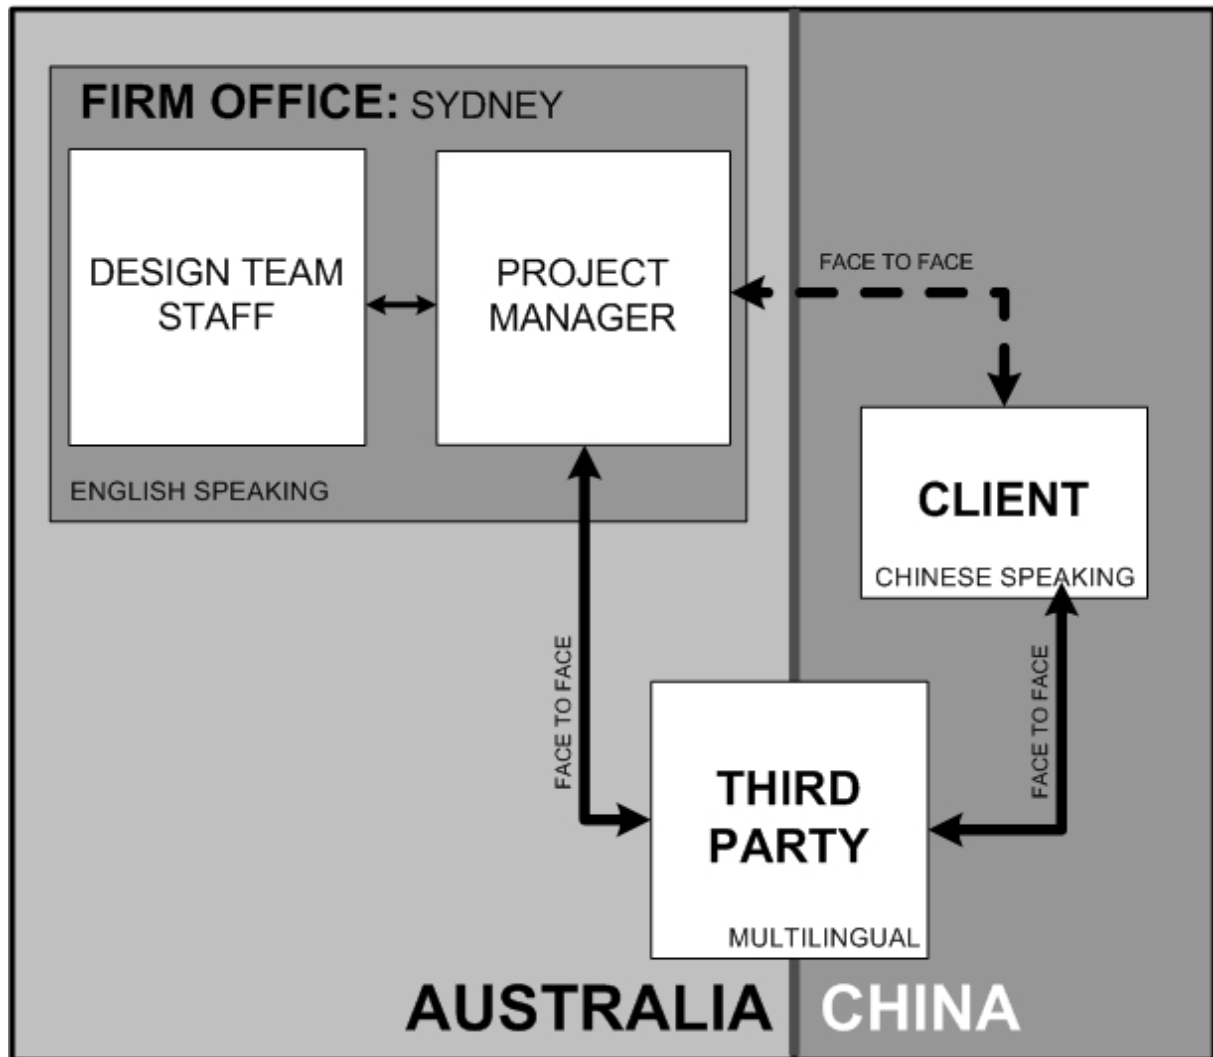 FIRM OFFICE: SYDNEY
DESIGN TEAM
STAFF
PROJECT
MANAGER
ENGLISH SPEAKING
FACE TO FACE
CLIENT
CHINESE SPEAKING
FACE TO FACE
FACE TO FACE
THIRD
PARTY
MULTILINGUAL
AUSTRALIA
CHINA